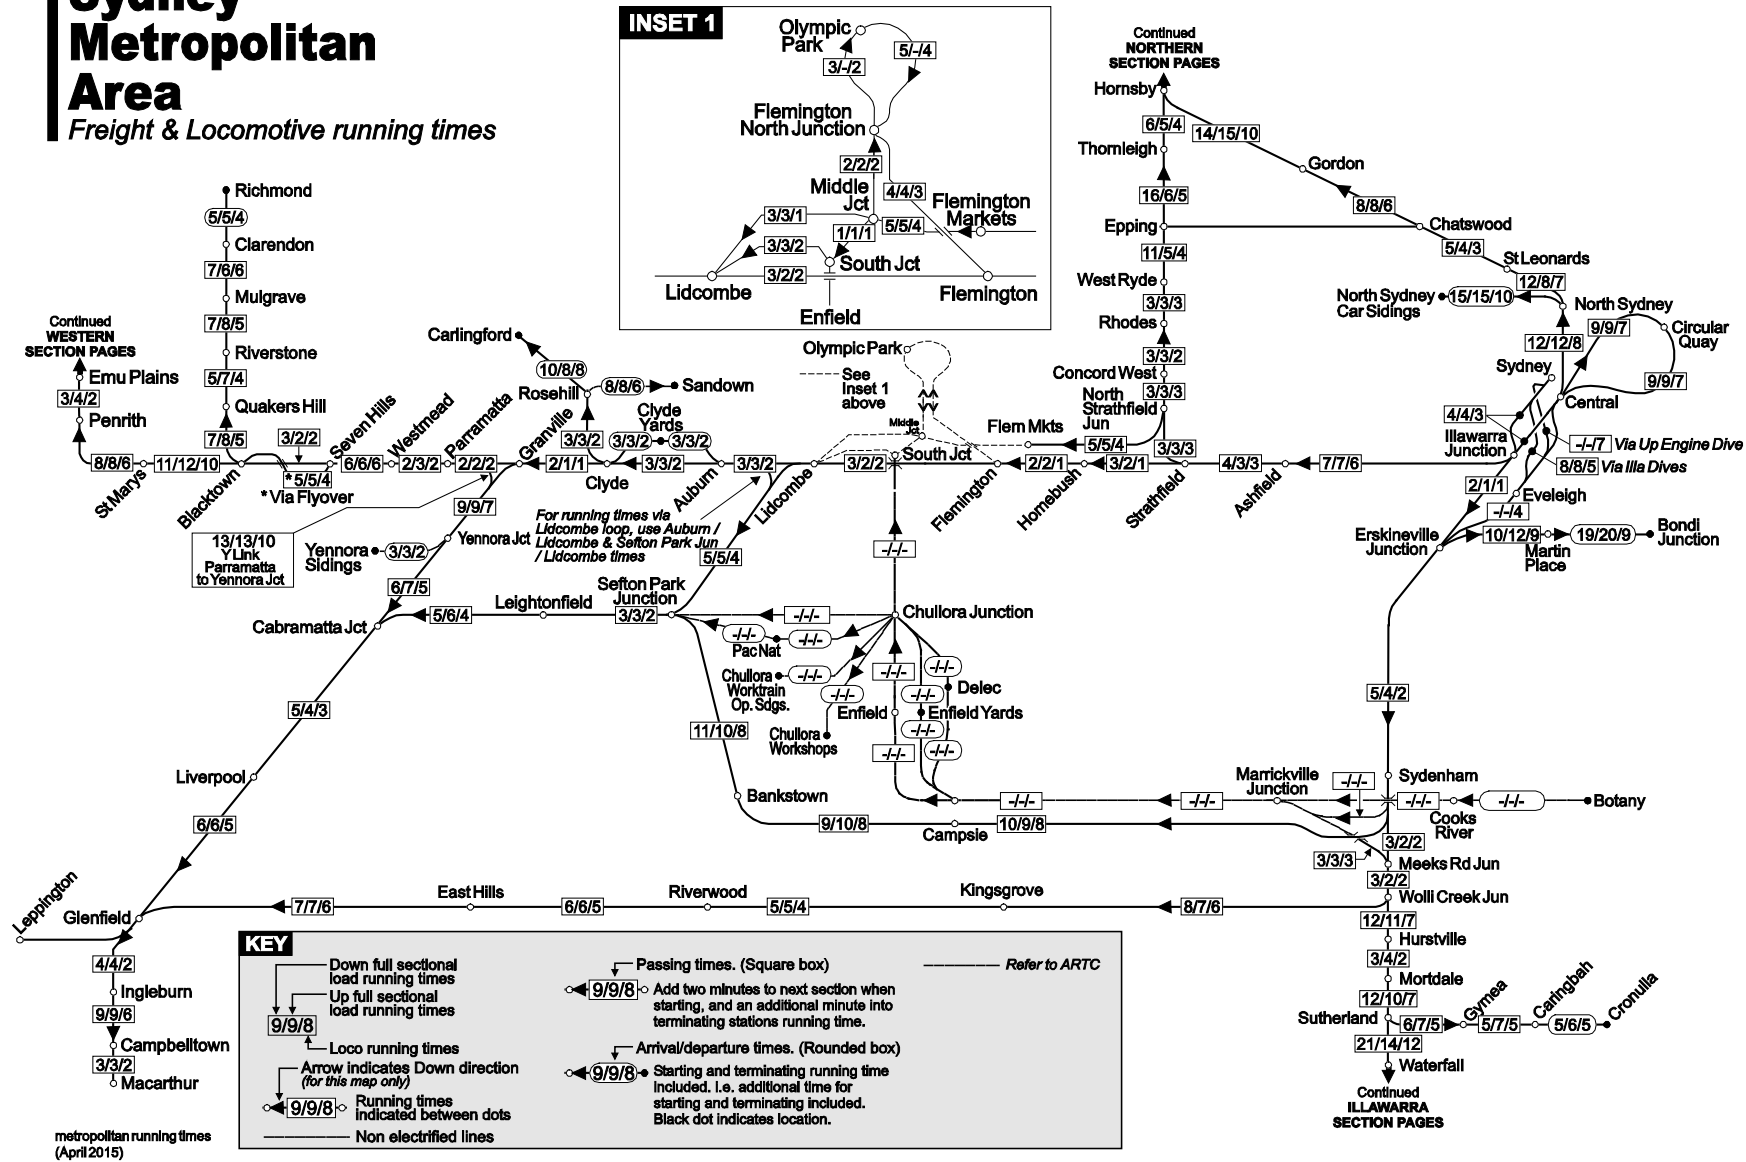 Sydney
Metropolitan
Area
Freight & Locomotive running times
INSET 1
Olympic
Park
5/-/4
3/-/2
Flemington
North Junction
2/2/2
Middle
Jct
4/4/3
Flemington
Markets
3/3/1
5/5/4
1/1/1
3/3/2
South Jct
3/2/2
Lidcombe
Flemington
Enfield
Continued
NORTHERN
SECTION PAGES
Hornsby
6/5/4
14/15/10
Thornleigh
Gordon
16/6/5
8/8/6
Epping
Chatswood
11/5/4
5/4/3
St Leonards
West Ryde
12/8/7
3/3/3
North Sydney
Car Sidings
15/15/10
North Sydney
Rhodes
9/9/7
Circular
Quay
3/3/2
12/12/8
Concord West
Sydney
3/3/3
9/9/7
North
Strathfield
Jun
Central
4/4/3
Illawarra
Junction
-/-/7 Via Up Engine Dive
8/8/5 Via Illa Dives
Richmond
5/5/4
Clarendon
7/6/6
Mulgrave
7/8/5
Riverstone
5/7/4
Quakers Hill
7/8/5
Continued
WESTERN
SECTION PAGES
Emu Plains
3/4/2
Penrith
8/8/6
St Marys
11/12/10
Blacktown
3/2/2
*5/5/4
*Via Flyover
Seven Hills
6/6/6
Westmead
2/3/2
Parramatta
2/2/2
Granville
2/1/1
Carlingford
10/8/8
Rosehill
8/8/6
Sandown
3/3/2
Clyde
Yards
3/3/2
3/3/2
Clyde
3/3/2
Auburn
3/3/2
Lidcombe
Olympic Park
See
Inset 1
above
Middle
Jct
Flem Mkts
5/5/4
3/3/3
3/2/2
South Jct
Flemington
2/2/1
Homebush
3/2/1
Strathfield
4/3/3
Ashfield
7/7/6
2/1/1
Eveleigh
-/-/4
Erskineville
Junction
10/12/9
Martin
Place
19/20/9
Bondi
Junction
13/13/10
Y Link
Parramatta
to Yennora Jct
9/9/7
Yennora Jct
Yennora
Sidings
3/3/2
For running times via
Lidcombe loop, use Auburn /
Lidcombe & Sefton Park Jun
/ Lidcombe times
5/5/4
-/-/-
6/7/5
Sefton Park
Junction
Leightonfield
Cabramatta Jct
5/6/4
3/3/2
-/-/-
Chullora Junction
-/-/-
Pac Nat
-/-/-
Chullora
Worktrain
Op. Sdgs.
-/-/-
-/-/-
-/-/-
-/-/-
Delec
-/-/-
Enfield
Enfield Yards
-/-/-
Chullora
Workshops
-/-/-
-/-/-
5/4/3
11/10/8
5/4/2
Liverpool
Bankstown
Marrickville
Junction
-/-/-
Sydenham
-/-/-
-/-/-
-/-/-
Cooks
River
-/-/-
Botany
6/6/5
9/10/8
Campsie
10/9/8
3/2/2
3/3/3
Meeks Rd Jun
3/2/2
Wolli Creek Jun
Leppington
Glenfield
7/7/6
East Hills
6/6/5
Riverwood
5/5/4
Kingsgrove
8/7/6
12/11/7
Hurstville
4/4/2
3/4/2
Ingleburn
Mortdale
9/9/6
12/10/7
Campbelltown
Sutherland
6/7/5
Gymea
5/7/5
Caringbah
5/6/5
Cronulla
3/3/2
21/14/12
Macarthur
Waterfall
Continued
ILLAWARRA
SECTION PAGES
KEY
Down full sectional
load running times
Up full sectional
load running times
9/9/8
Loco running times
Arrow indicates Down direction
(for this map only)
9/9/8
Running times
indicated between dots
Non electrified lines
Passing times. (Square box)
9/9/8
Add two minutes to next section when
starting, and an additional minute into
terminating stations running time.
Arrival/departure times. (Rounded box)
9/9/8
Starting and terminating running time
included. i.e. additional time for
starting and terminating included.
Black dot indicates location.
Refer to ARTC
metropolitan running times
(April 2015)